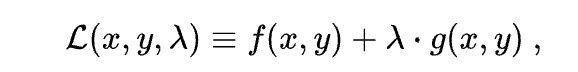 ℒ(x, y, λ) ≡ f(x, y) + λ · g(x, y) ,